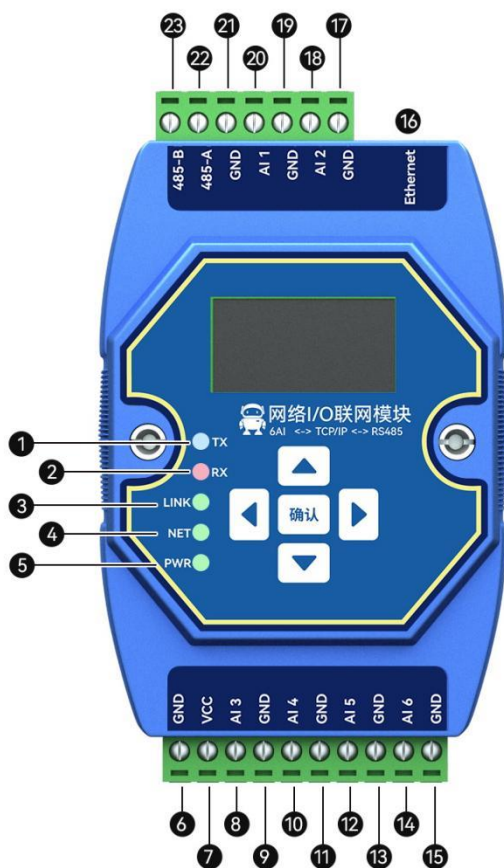 23 22 21 20 19 18 17
16
485-B
485-A
GND
AI 1
GND
AI 2
GND
Ethernet
网络I/O联网模块
6AI <-> TCP/IP <-> RS485
1 TX
2 RX
3 LINK
4 NET
5 PWR
确认
GND
VCC
AI 3
GND
AI 4
GND
AI 5
GND
AI 6
GND
6 8 10 12 14
7 9 11 13 15